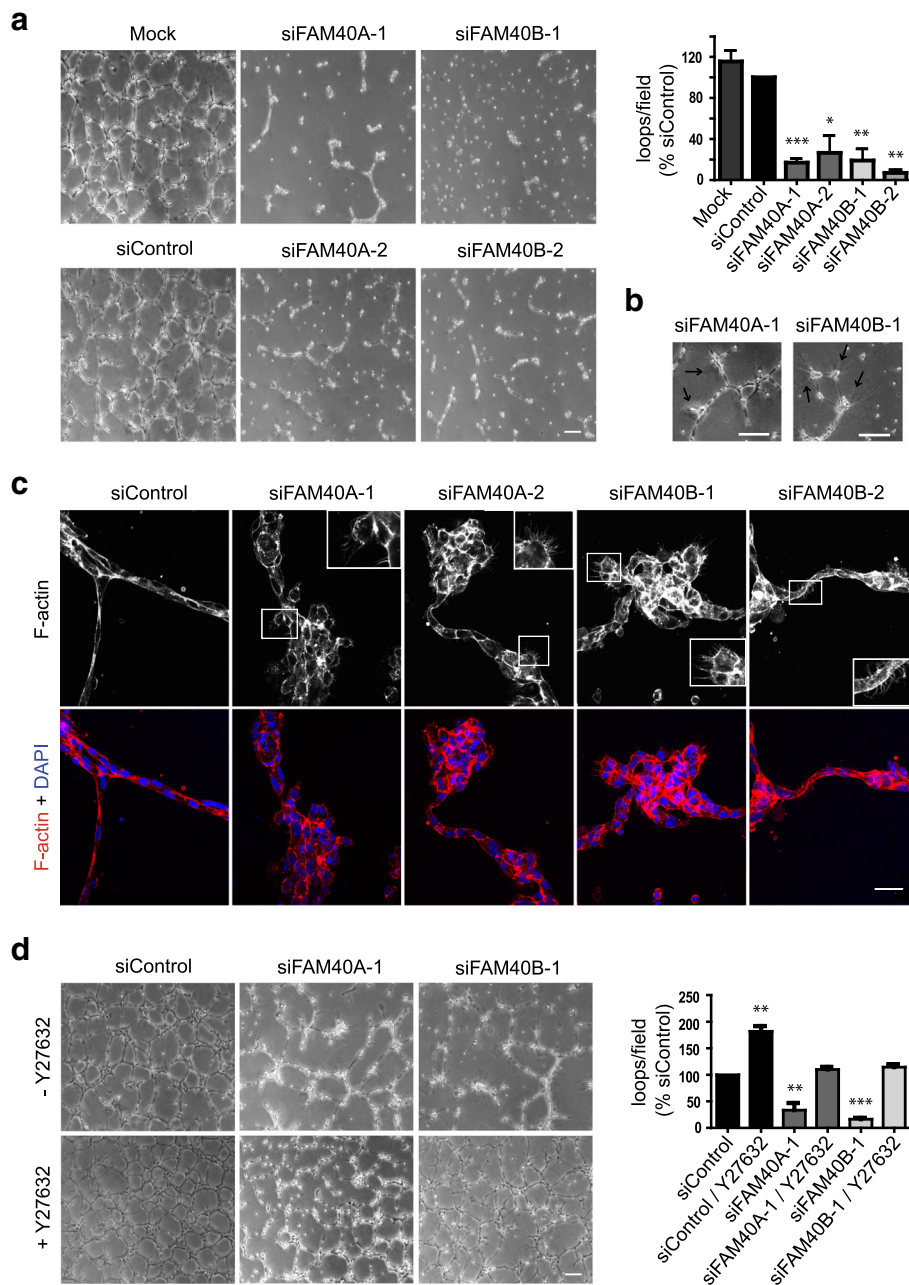 a
Mock siFAM40A-1 siFAM40B-1
siControl siFAM40A-2 siFAM40B-2
loops/field
(% siControl)
120
80
40
0
*** * ** **
Mock
siControl
siFAM40A-1
siFAM40A-2
siFAM40B-1
siFAM40B-2
b
siFAM40A-1 siFAM40B-1
c
siControl siFAM40A-1 siFAM40A-2 siFAM40B-1 siFAM40B-2
F-actin
F-actin + DAPI
d
siControl siFAM40A-1 siFAM40B-1
- Y27632
+ Y27632
loops/field
(% siControl)
250
200
150
100
50
0
** ** ***
siControl
siControl / Y27632
siFAM40A-1
siFAM40A-1 / Y27632
siFAM40B-1
siFAM40B-1 / Y27632